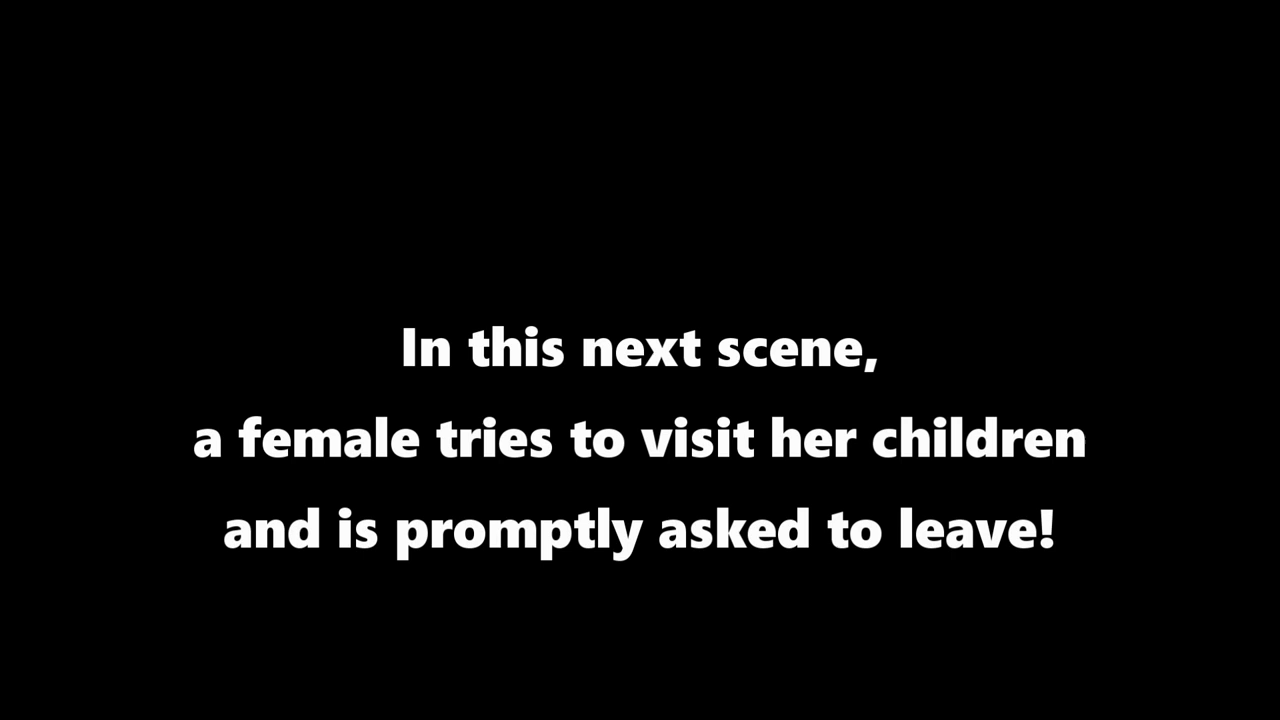 In this next scene,
a female tries to visit her children
and is promptly asked to leave!